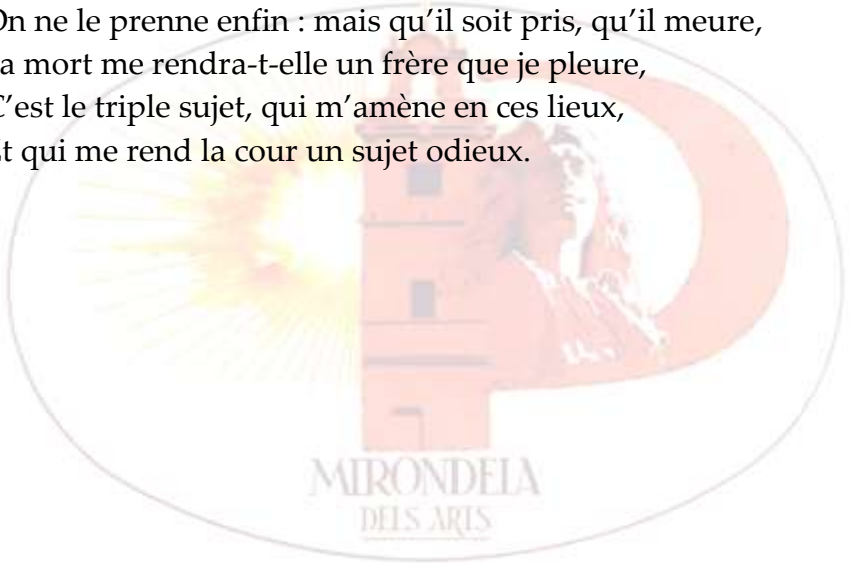 On ne le prenne enfin : mais qu’il soit pris, qu’il meure,
a mort me rendra-t-elle un frère que je pleure,
C’est le triple sujet, qui m’amène en ces lieux,
Et qui me rend la cour un sujet odieux.
MIRONDELA
DELS ARTS